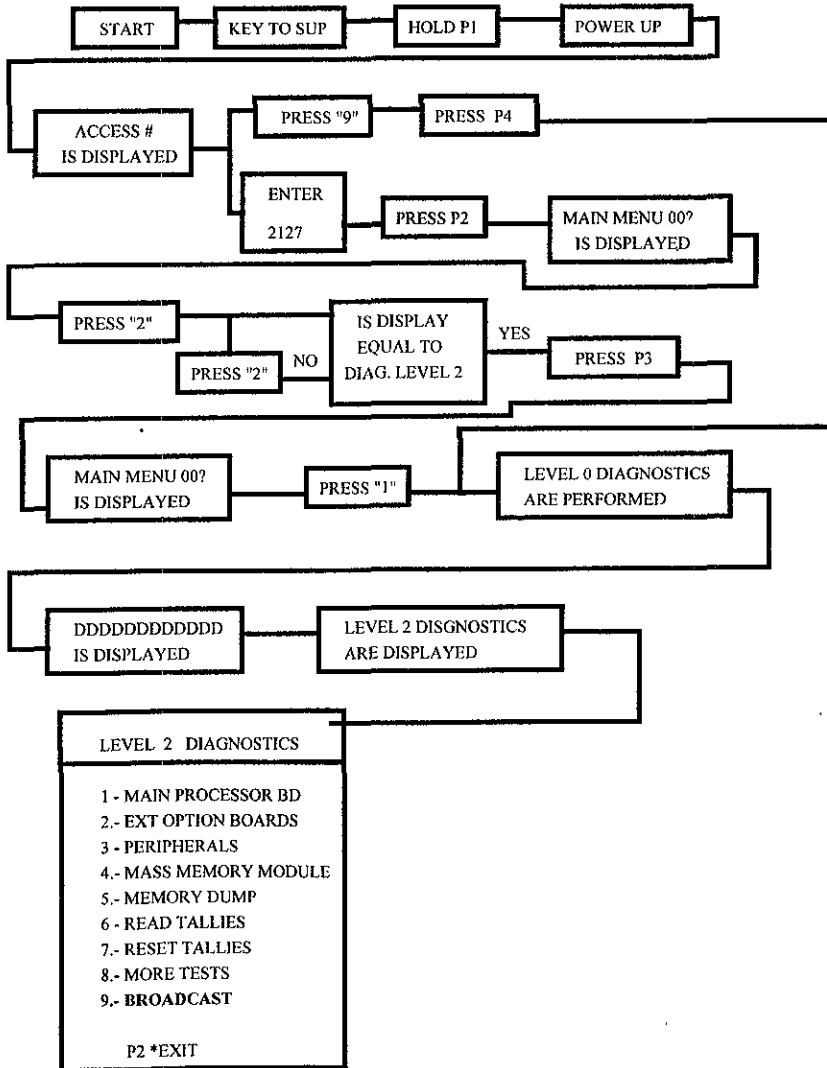 START
KEY TO SUP
HOLD P1
POWER UP
ACCESS #
IS DISPLAYED
PRESS "9"
PRESS P4
ENTER
2127
PRESS P2
MAIN MENU 00?
IS DISPLAYED
PRESS "2"
PRESS "2"
NO
IS DISPLAY
EQUAL TO
DIAG. LEVEL 2
YES
PRESS P3
MAIN MENU 00?
IS DISPLAYED
PRESS "1"
LEVEL 0 DIAGNOSTICS
ARE PERFORMED
DDDDDDDDDDDD
IS DISPLAYED
LEVEL 2 DISGNOSTICS
ARE DISPLAYED
LEVEL 2 DIAGNOSTICS
1 - MAIN PROCESSOR BD
2.- EXT OPTION BOARDS
3 - PERIPHERALS
4.- MASS MEMORY MODULE
5.- MEMORY DUMP
6 - READ TALLIES
7.- RESET TALLIES
8.- MORE TESTS
9.- BROADCAST
P2 *EXIT